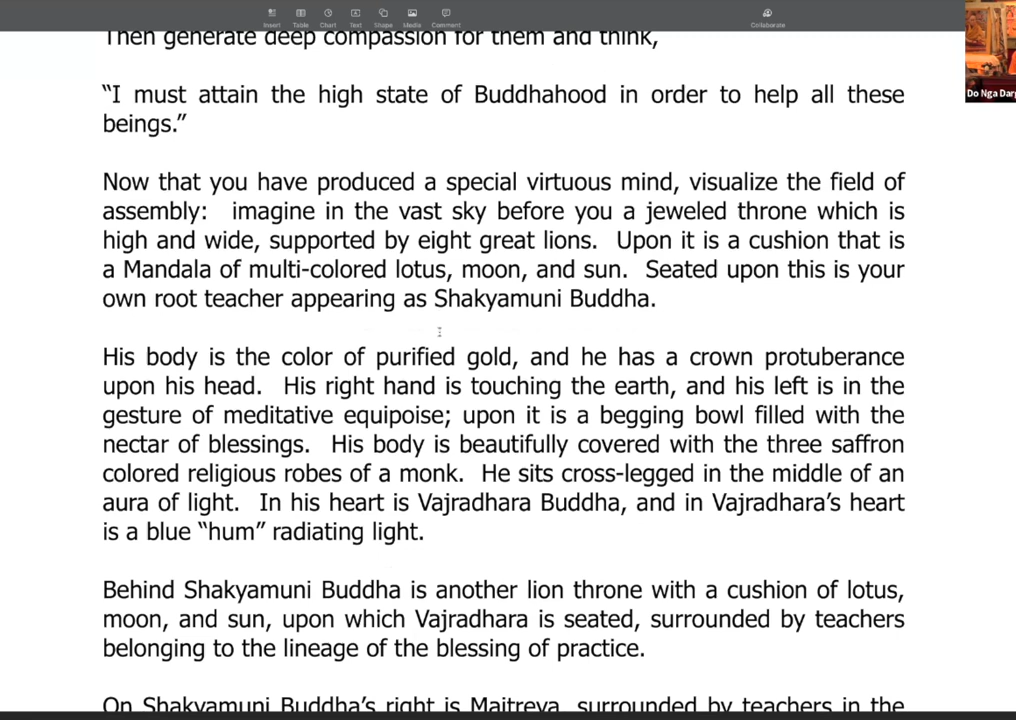 Insert Table Chart Text Shape Media Comment Collaborate
Then generate deep compassion for them and think,
“I must attain the high state of Buddhahood in order to help all these
beings.”
Now that you have produced a special virtuous mind, visualize the field of
assembly: imagine in the vast sky before you a jeweled throne which is
high and wide, supported by eight great lions. Upon it is a cushion that is
a Mandala of multi-colored lotus, moon, and sun. Seated upon this is your
own root teacher appearing as Shakyamuni Buddha.
His body is the color of purified gold, and he has a crown protuberance
upon his head. His right hand is touching the earth, and his left is in the
gesture of meditative equipoise; upon it is a begging bowl filled with the
nectar of blessings. His body is beautifully covered with the three saffron
colored religious robes of a monk. He sits cross-legged in the middle of an
aura of light. In his heart is Vajradhara Buddha, and in Vajradhara’s heart
is a blue “hum” radiating light.
Behind Shakyamuni Buddha is another lion throne with a cushion of lotus,
moon, and sun, upon which Vajradhara is seated, surrounded by teachers
belonging to the lineage of the blessing of practice.
On Shakyamuni Buddha’s right is Maitreya, surrounded by teachers in the
Do Nga Darg